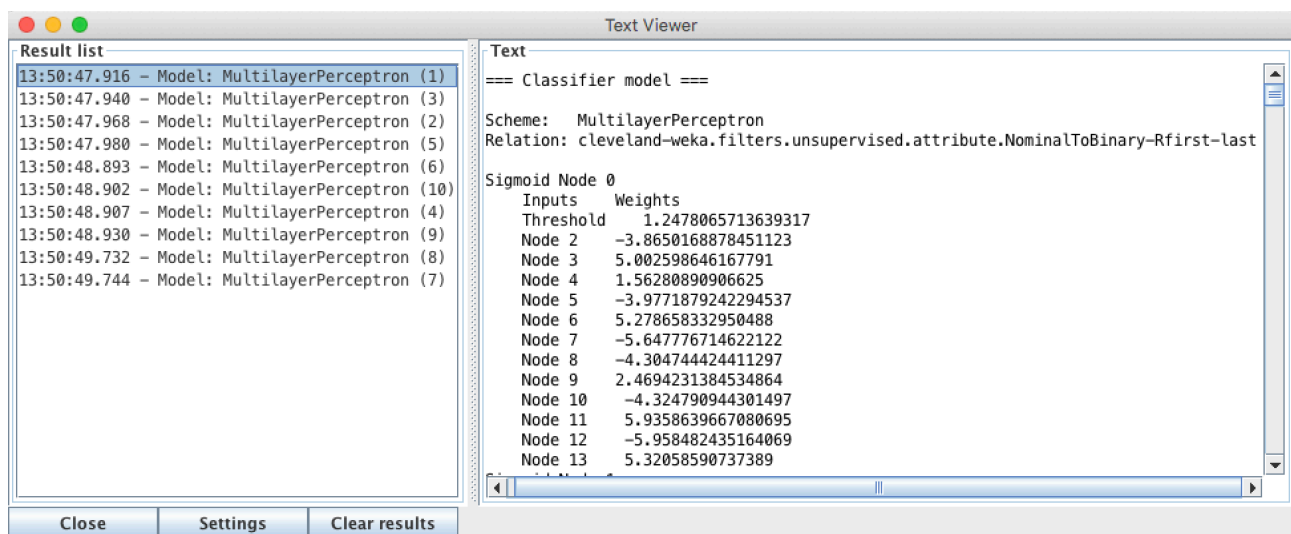 Text Viewer
Result list
13:50:47.916 – Model: MultilayerPerceptron (1)
13:50:47.940 – Model: MultilayerPerceptron (3)
13:50:47.968 – Model: MultilayerPerceptron (2)
13:50:47.980 – Model: MultilayerPerceptron (5)
13:50:48.893 – Model: MultilayerPerceptron (6)
13:50:48.902 – Model: MultilayerPerceptron (10)
13:50:48.907 – Model: MultilayerPerceptron (4)
13:50:48.930 – Model: MultilayerPerceptron (9)
13:50:49.732 – Model: MultilayerPerceptron (8)
13:50:49.744 – Model: MultilayerPerceptron (7)
Text
=== Classifier model ===
Scheme: MultilayerPerceptron
Relation: cleveland-weka.filters.unsupervised.attribute.NominalToBinary-Rfirst-last
Sigmoid Node 0
Inputs Weights
Threshold 1.2478065713639317
Node 2 -3.8650168878451123
Node 3 5.002598646167791
Node 4 1.56280890906625
Node 5 -3.9771879242294537
Node 6 5.278658332950488
Node 7 -5.647776714622122
Node 8 -4.304744424411297
Node 9 2.4694231384534864
Node 10 -4.324790944301497
Node 11 5.9358639667080695
Node 12 -5.958482435164069
Node 13 5.32058590737389
Close Settings Clear results